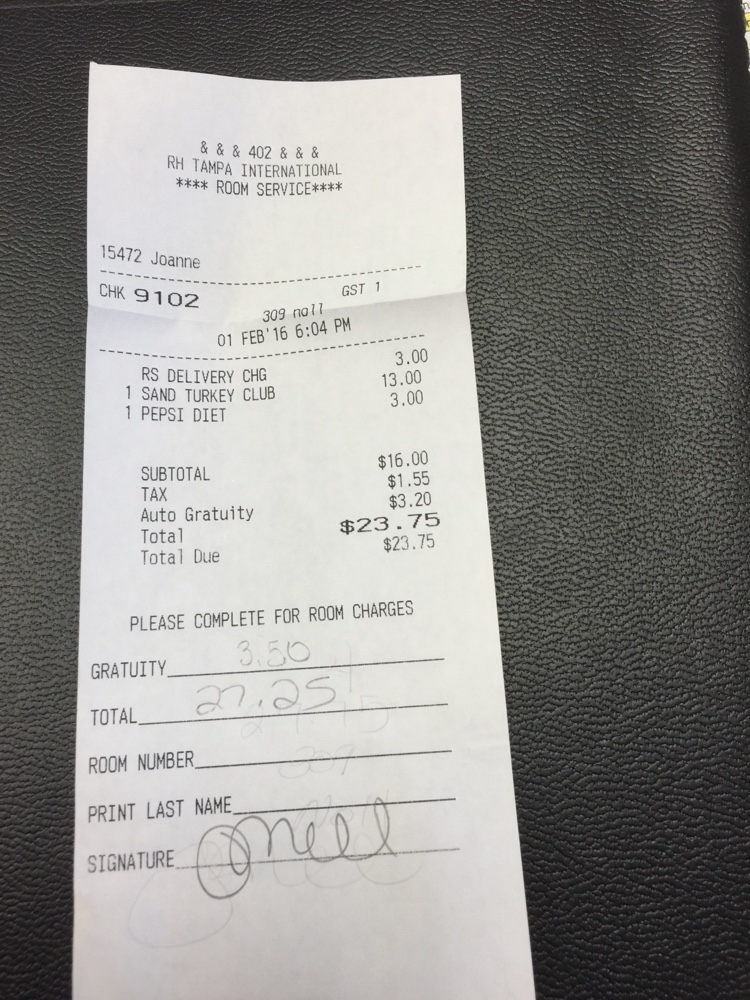 & & & 402 & & &
RH TAMPA INTERNATIONAL
**** ROOM SERVICE****
15472 Joanne
CHK 9102 GST 1
309 nall
01 FEB'16 6:04 PM
RS DELIVERY CHG 3.00
1 SAND TURKEY CLUB 13.00
1 PEPSI DIET 3.00
SUBTOTAL $16.00
TAX $1.55
Auto Gratuity $3.20
Total $23.75
Total Due $23.75
PLEASE COMPLETE FOR ROOM CHARGES
GRATUITY 3.50
TOTAL 27.25
ROOM NUMBER 309
PRINT LAST NAME
SIGNATURE